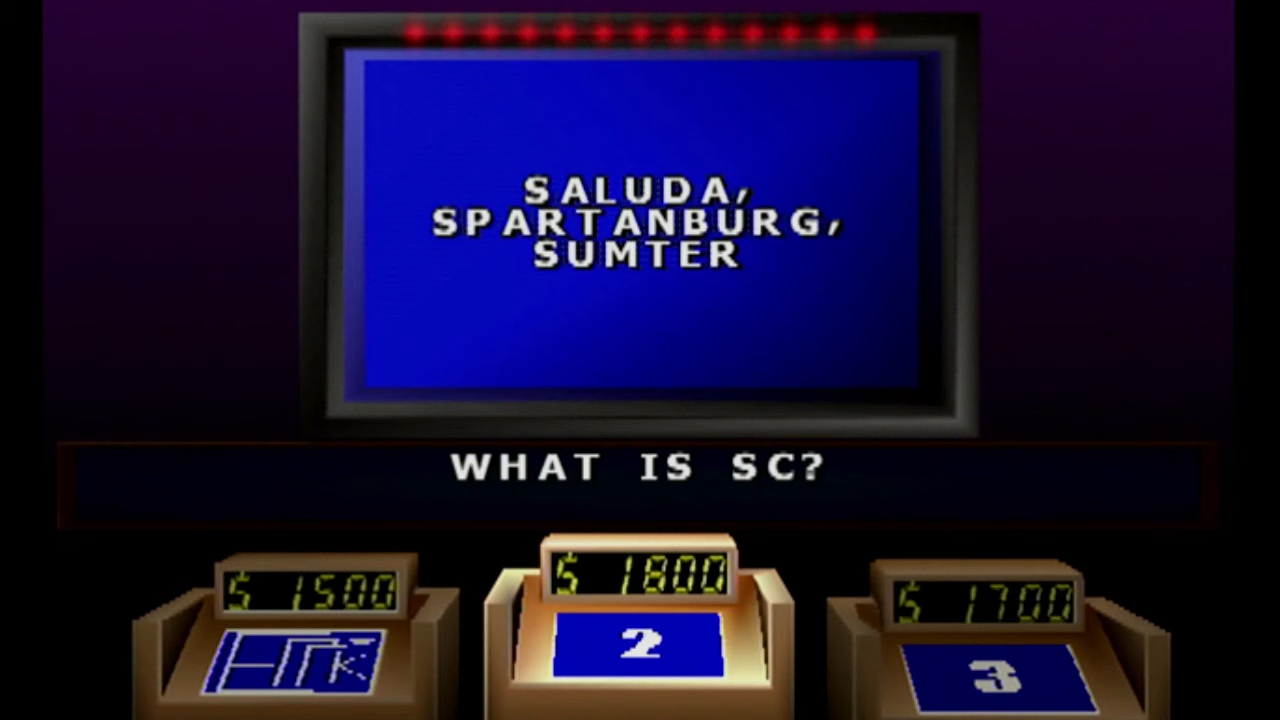 SALUDA,
SPARTANBURG,
SUMTER
WHAT IS SC?
$ 1500
$ 1800
$ 1700
2
3